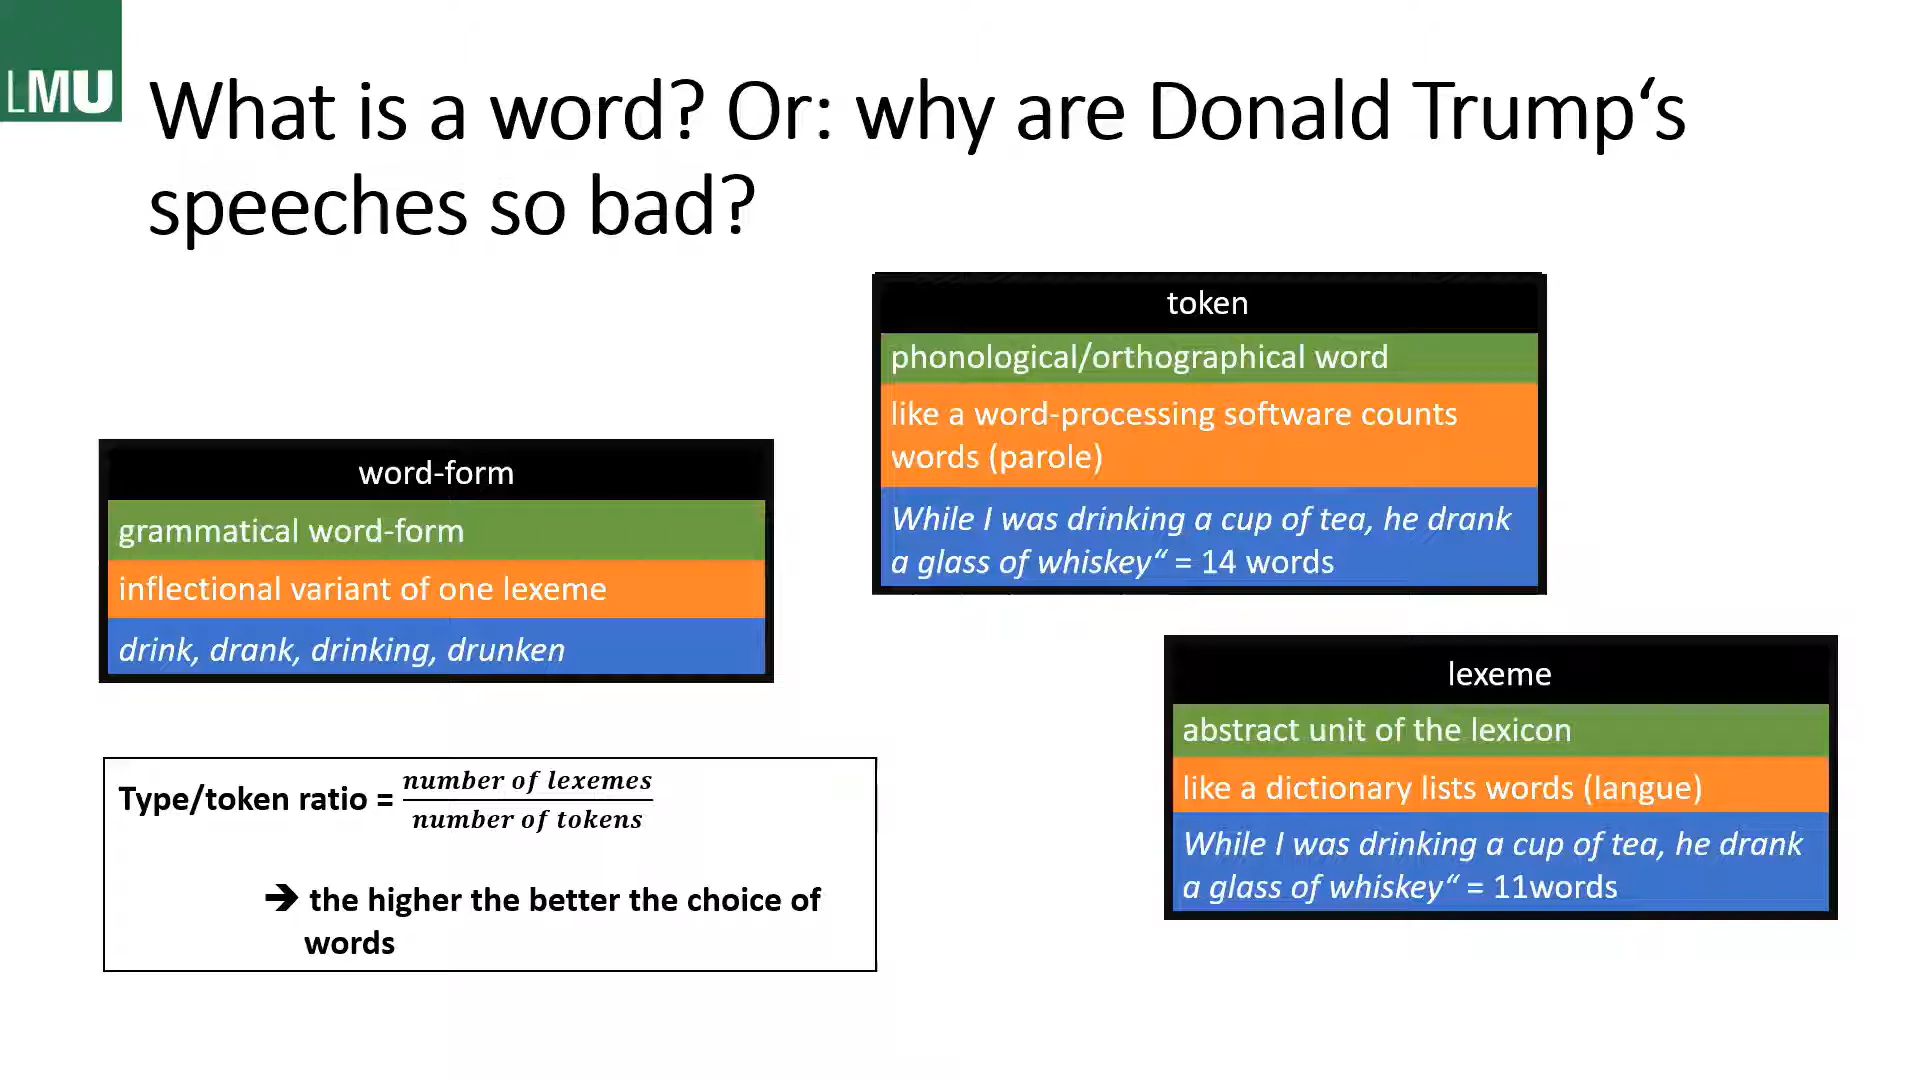 LMU
What is a word? Or: why are Donald Trump‘s
speeches so bad?
token
phonological/orthographical word
like a word-processing software counts
words (parole)
While I was drinking a cup of tea, he drank
a glass of whiskey“ = 14 words
word-form
grammatical word-form
inflectional variant of one lexeme
drink, drank, drinking, drunken
lexeme
abstract unit of the lexicon
like a dictionary lists words (langue)
While I was drinking a cup of tea, he drank
a glass of whiskey“ = 11words
Type/token ratio = number of lexemes
number of tokens
➔ the higher the better the choice of
words